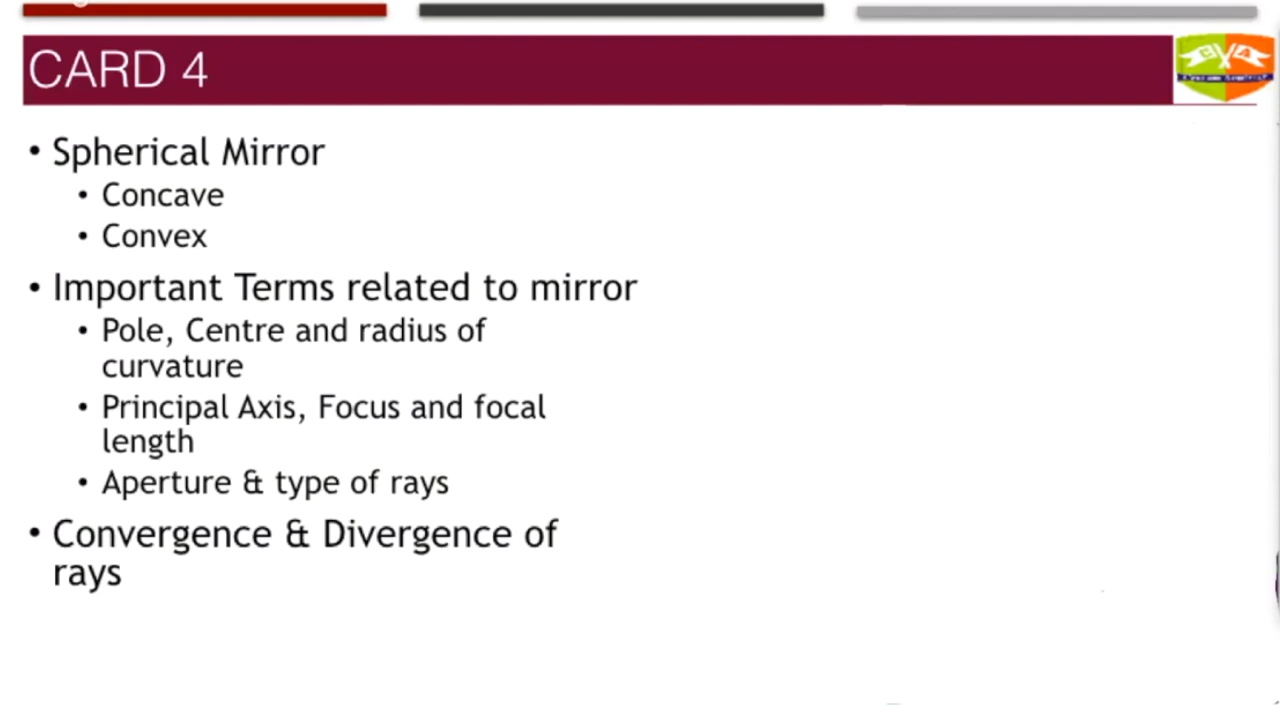 CARD 4
• Spherical Mirror
• Concave
• Convex
• Important Terms related to mirror
• Pole, Centre and radius of
curvature
• Principal Axis, Focus and focal
length
• Aperture & type of rays
• Convergence & Divergence of
rays